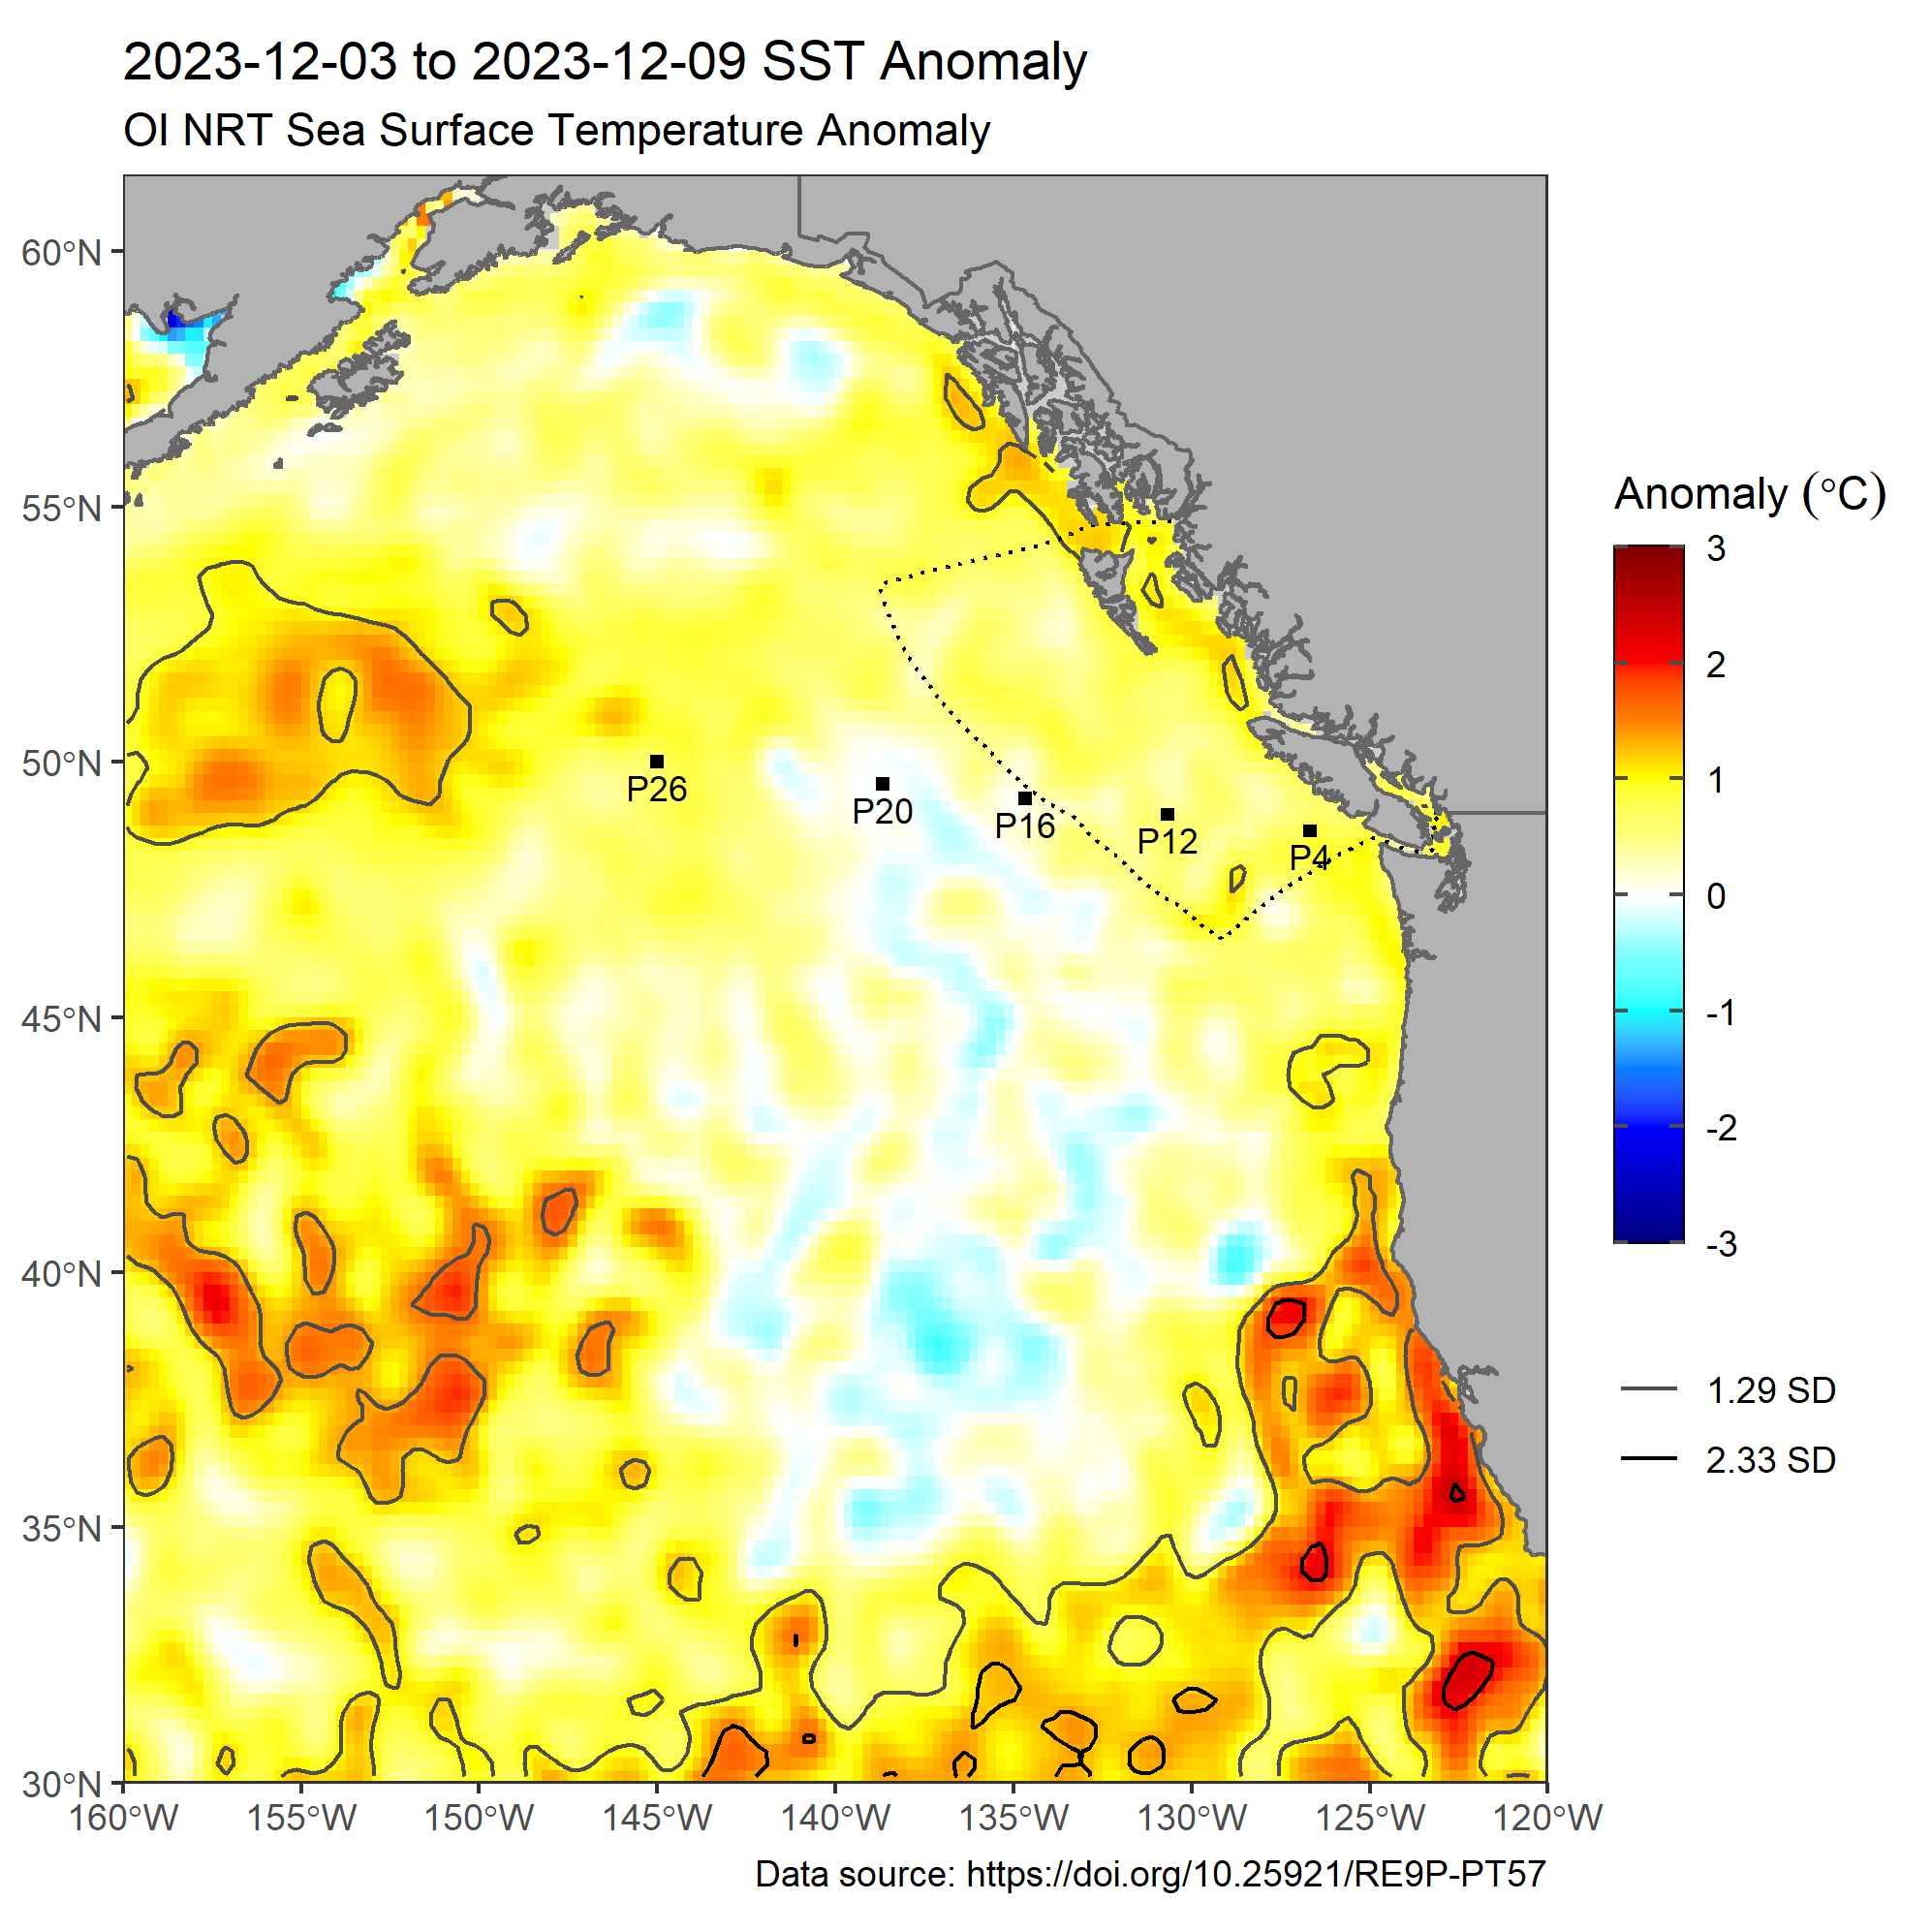 2023-12-03 to 2023-12-09 SST Anomaly
OI NRT Sea Surface Temperature Anomaly
60°N
55°N
50°N
45°N
40°N
35°N
30°N
160°W
155°W
150°W
145°W
140°W
135°W
130°W
125°W
120°W
P26
P20
P16
P12
P4
Anomaly (°C)
3
2
1
0
-1
-2
-3
1.29 SD
2.33 SD
Data source: https://doi.org/10.25921/RE9P-PT57